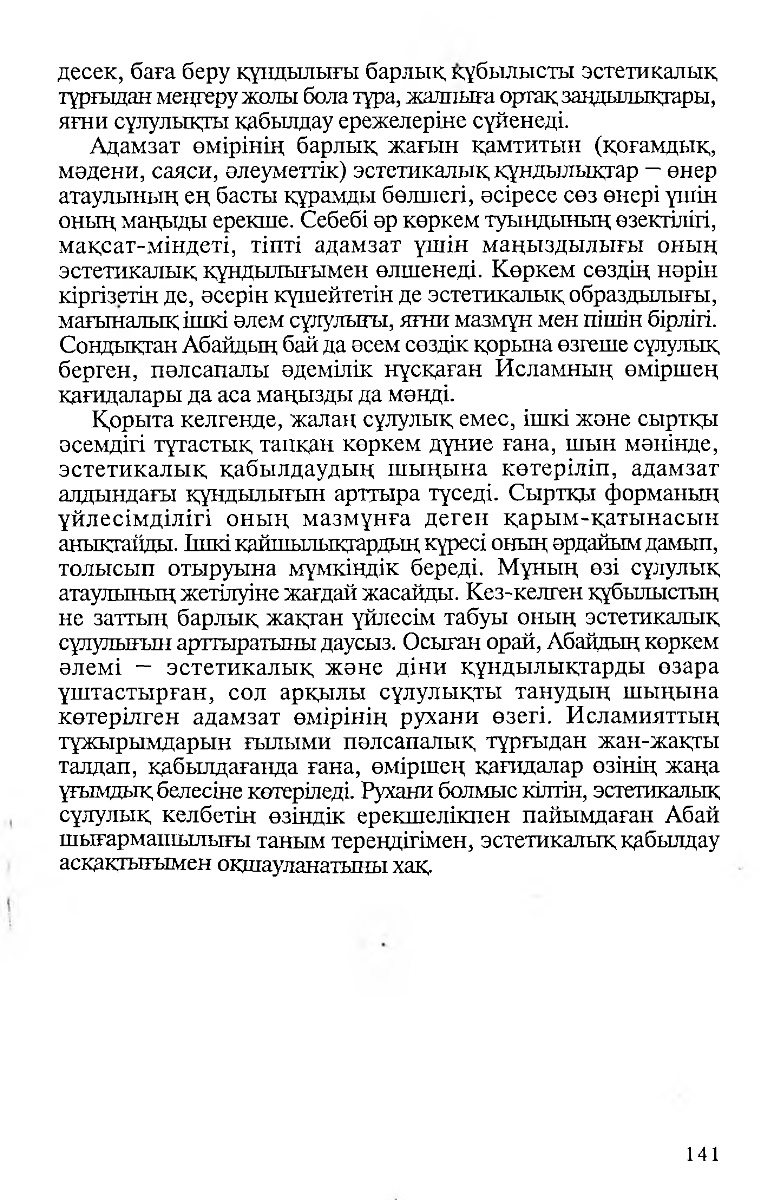 десек, баға беру құндылығы барлық құбылысты эстетикалық
тұрғыдан меңгеру жолы бола тұра, жалпыға ортақ заңдылықтары,
яғни сұлулықты қабылдау ережелеріне сүйенеді.
Адамзат өмірінің барлық жағын қамтитын (қоғамдық,
мәдени, саяси, әлеуметтік) эстетикалық құндылықтар — өнер
атаулының ең басты құрамды бөлшегі, әсіресе сөз өнері үшін
оның маңыды ерекше. Себебі әр көркем туындының өзектілігі,
мақсат-міндеті, тіпті адамзат үшін маңыздылығы оның
эстетикалық құндылығымен өлшенеді. Көркем сөздің нәрін
кіргізетін де, әсерін күшейтетін де эстетикалық образдылығы,
мағыналық ішкі әлем сұлулығы, яғни мазмұн мен пішін бірлігі.
Сондықтан Абайдың бай да әсем сөздік қорына өзгеше сұлулық
берген, пәлсапалы әдемілік нұсқаған Исламның өміршең
қағидалары да аса маңызды да мәнді.
Қорыта келгенде, жалаң сұлулық емес, ішкі және сыртқы
әсемдігі тұтастық тапқан көркем дүние ғана, шын мәнінде,
эстетикалық қабылдаудың шыңына көтеріліп, адамзат
алдындағы құндылығын арттыра түседі. Сыртқы форманың
үйлесімділігі оның мазмұнға деген қарым-қатынасын
анықтайды. Ішкі қайшылықтардың күресі оның әрдайым дамып,
толысып отыруына мүмкіндік береді. Мұның өзі сұлулық
атаулының жетілуіне жағдай жасайды. Кез-келген құбылыстың
не заттың барлық жақтан үйлесім табуы оның эстетикалық
сұлулығын арттыратыны даусыз. Осыған орай, Абайдың көркем
әлемі — эстетикалық және діни құндылықтарды өзара
ұштастырған, сол арқылы сұлулықты танудың шыңына
көтерілген адамзат өмірінің рухани өзегі. Исламияттың
тұжырымдарын ғылыми пәлсапалық тұрғыдан жан-жақты
талдап, қабылдағанда ғана, өміршең қағидалар өзінің жаңа
ұғымдық белесіне көтеріледі. Рухани болмыс кілтін, эстетикалық
сұлулық келбетін өзіндік ерекшелікпен пайымдаған Абай
шығармашылығы таным тереңдігімен, эстетикалық қабылдау
асқақтығымен оқшауланатыны хақ.
141